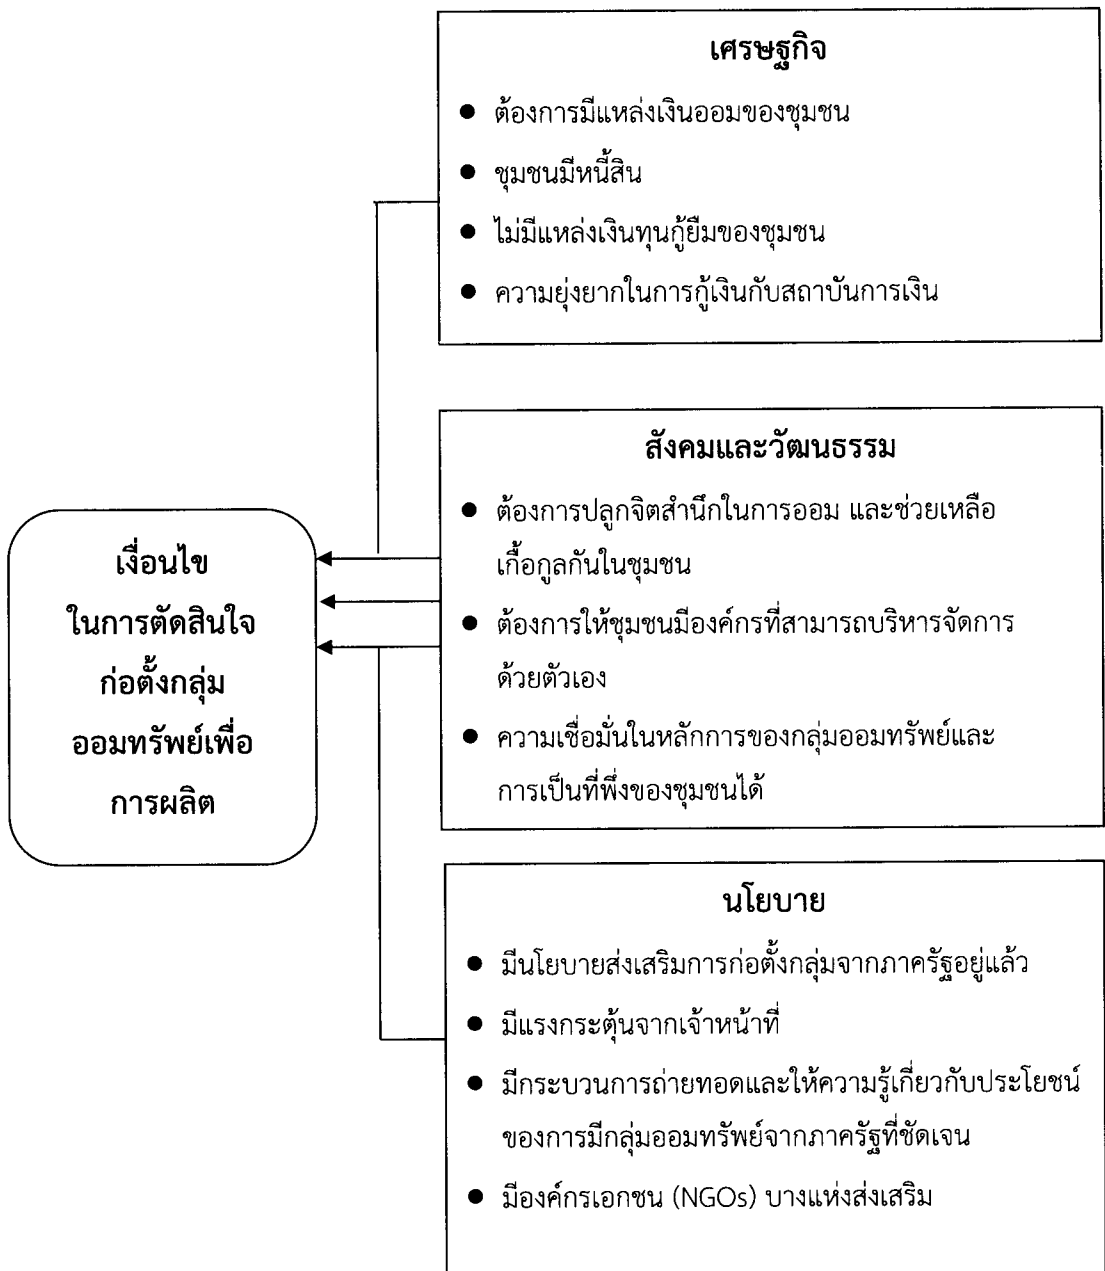 เศรษฐกิจ
● ต้องการมีแหล่งเงินออมของชุมชน
● ชุมชนมีหนี้สิน
● ไม่มีแหล่งเงินทุนกู้ยืมของชุมชน
● ความยุ่งยากในการกู้เงินกับสถาบันการเงิน
สังคมและวัฒนธรรม
● ต้องการปลูกจิตสำนึกในการออม และช่วยเหลือ
เกื้อกูลกันในชุมชน
● ต้องการให้ชุมชนมีองค์กรที่สามารถบริหารจัดการ
ด้วยตัวเอง
● ความเชื่อมั่นในหลักการของกลุ่มออมทรัพย์และ
การเป็นที่พึ่งของชุมชนได้
เงื่อนไข
ในการตัดสินใจ
ก่อตั้งกลุ่ม
ออมทรัพย์เพื่อ
การผลิต
นโยบาย
● มีนโยบายส่งเสริมการก่อตั้งกลุ่มจากภาครัฐอยู่แล้ว
● มีแรงกระตุ้นจากเจ้าหน้าที่
● มีกระบวนการถ่ายทอดและให้ความรู้เกี่ยวกับประโยชน์
ของการมีกลุ่มออมทรัพย์จากภาครัฐที่ชัดเจน
● มีองค์กรเอกชน (NGOs) บางแห่งส่งเสริม